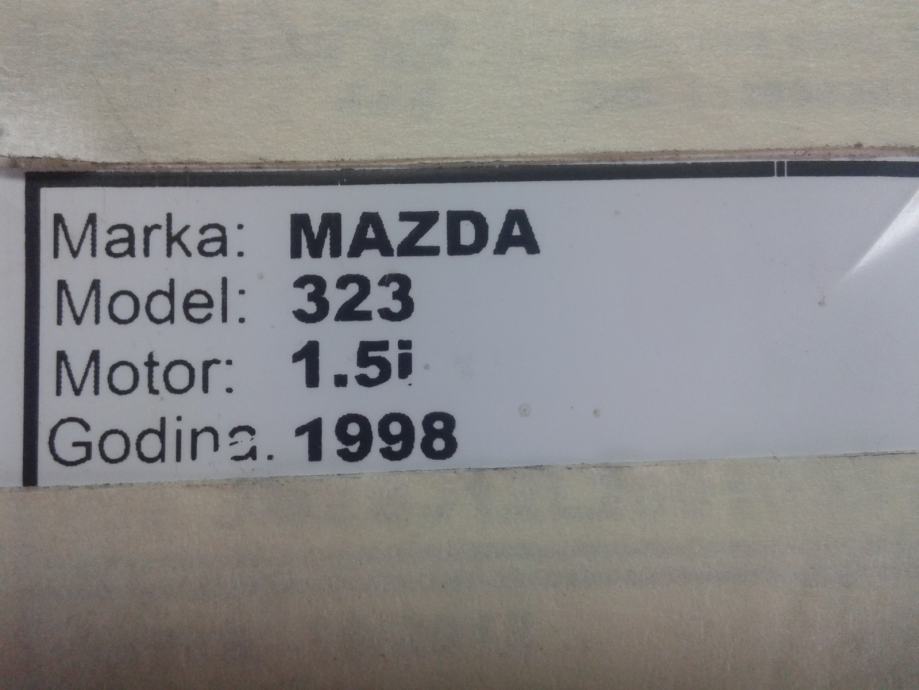 Marka: MAZDA
Model: 323
Motor: 1.5i
Godina: 1998